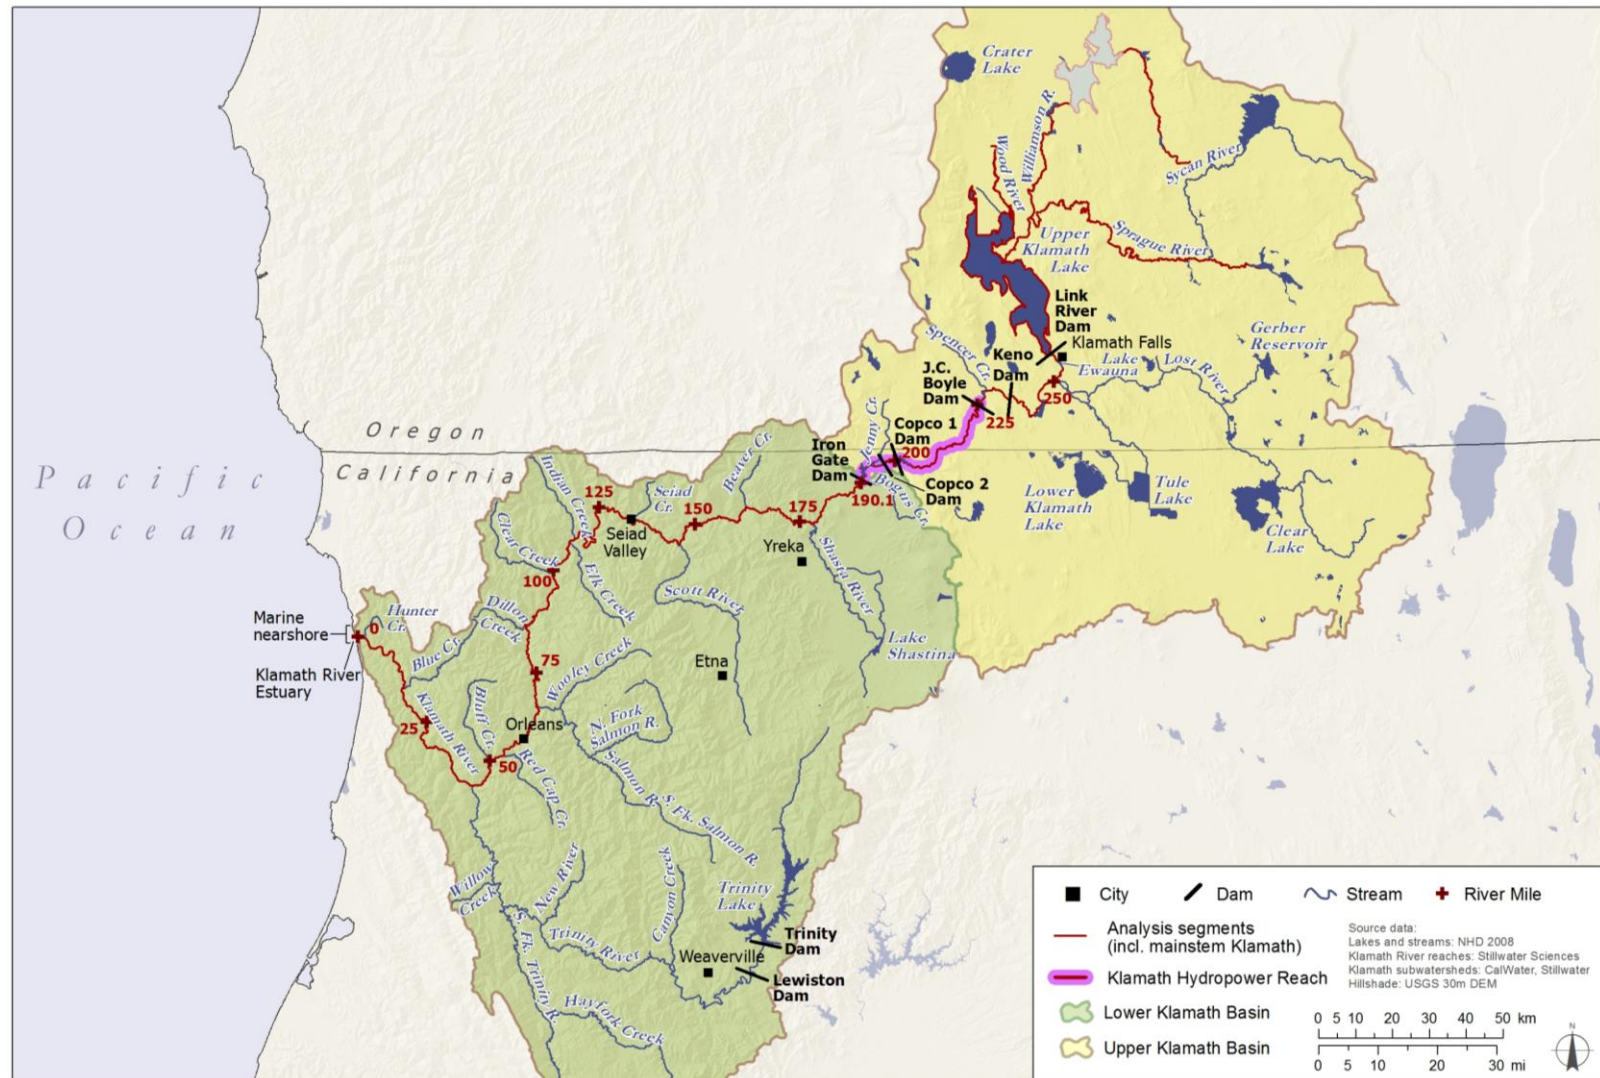 Crater
Lake
Williamson R.
Wood River
Sycan River
Sprague River
Upper
Klamath
Lake
Link
River
Dam
Klamath Falls
Gerber
Reservoir
Spencer Cr.
Keno
Dam
Lake
Ewauna
Lost River
J.C.
Boyle
Dam
250
225
Jenny Cr.
Copco 1
Dam
200
Oregon
California
Iron
Gate
Dam
Bogus Cr.
190.1
Copco 2
Dam
Lower
Klamath
Lake
Tule
Lake
Clear
Lake
Pacific
Ocean
Beaver Cr.
Indian Creek
125
Seiad
Cr.
150
175
Seiad
Valley
Yreka
Clear Creek
100
Elk Creek
Scott River
Shasta River
Lake
Shastina
Marine
nearshore
0
Hunter
Cr.
Dillon
Creek
Blue Cr.
Klamath River
Estuary
75
Wooley Creek
Etna
25
Klamath River
Bluff Cr.
Orleans
N. Fork
Salmon R.
50
Red Cap Cr.
Salmon R.
S. Fk. Salmon R.
Willow
Creek
New River
Canyon Creek
Trinity
Lake
S. Fk. Trinity R.
Trinity River
Trinity
Dam
Weaverville
Lewiston
Dam
Hayfork Creek
City
Dam
Stream
River Mile
Analysis segments
(incl. mainstem Klamath)
Klamath Hydropower Reach
Lower Klamath Basin
Upper Klamath Basin
Source data:
Lakes and streams: NHD 2008
Klamath River reaches: Stillwater Sciences
Klamath subwatersheds: CalWater, Stillwater
Hillshade: USGS 30m DEM
0 5 10 20 30 40 50 km
0 5 10 20 30 mi
N